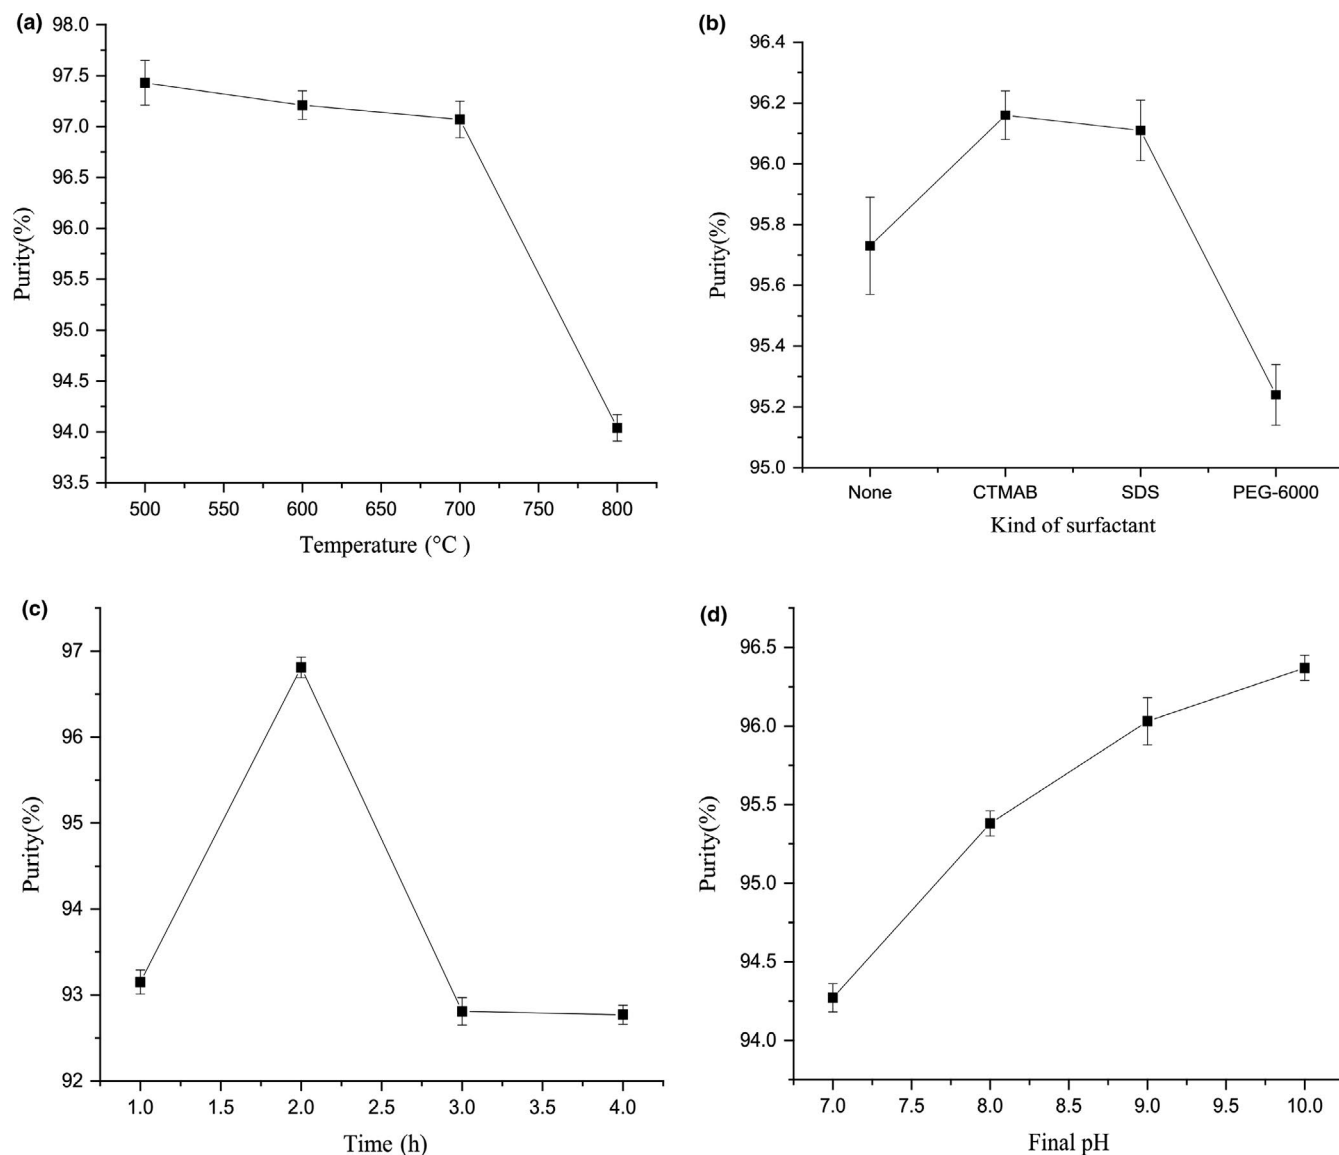 (a)
98.0
97.5
97.0
96.5
96.0
95.5
95.0
94.5
94.0
93.5
Purity(%)
500 550 600 650 700 750 800
Temperature (°C )
(b)
96.4
96.2
96.0
95.8
95.6
95.4
95.2
95.0
Purity(%)
None CTMAB SDS PEG-6000
Kind of surfactant
(c)
97
96
95
94
93
92
Purity(%)
1.0 1.5 2.0 2.5 3.0 3.5 4.0
Time (h)
(d)
96.5
96.0
95.5
95.0
94.5
94.0
Purity(%)
7.0 7.5 8.0 8.5 9.0 9.5 10.0
Final pH